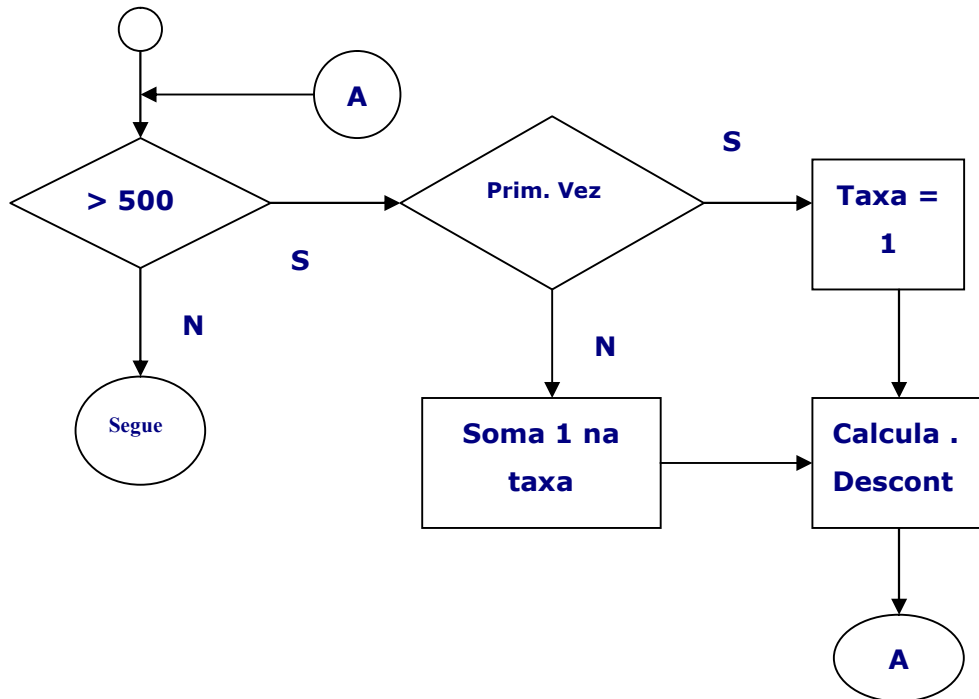 A
> 500
S
Prim. Vez
S
Taxa =
1
N
Segue
N
Soma 1 na
taxa
Calcula .
Descont
A